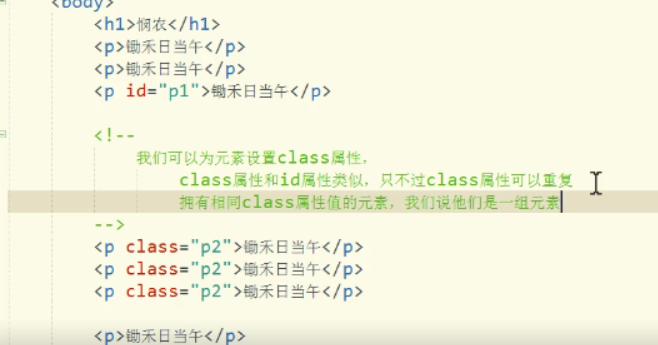 <body>
<h1>悯农</h1>
<p>锄禾日当午</p>
<p>锄禾日当午</p>
<p id="p1">锄禾日当午</p>
<!--
我们可以为元素设置class属性,
class属性和id属性类似，只不过class属性可以重复
拥有相同class属性值的元素，我们说他们是一组元素
-->
<p class="p2">锄禾日当午</p>
<p class="p2">锄禾日当午</p>
<p class="p2">锄禾日当午</p>
<p>锄禾日当午</p>